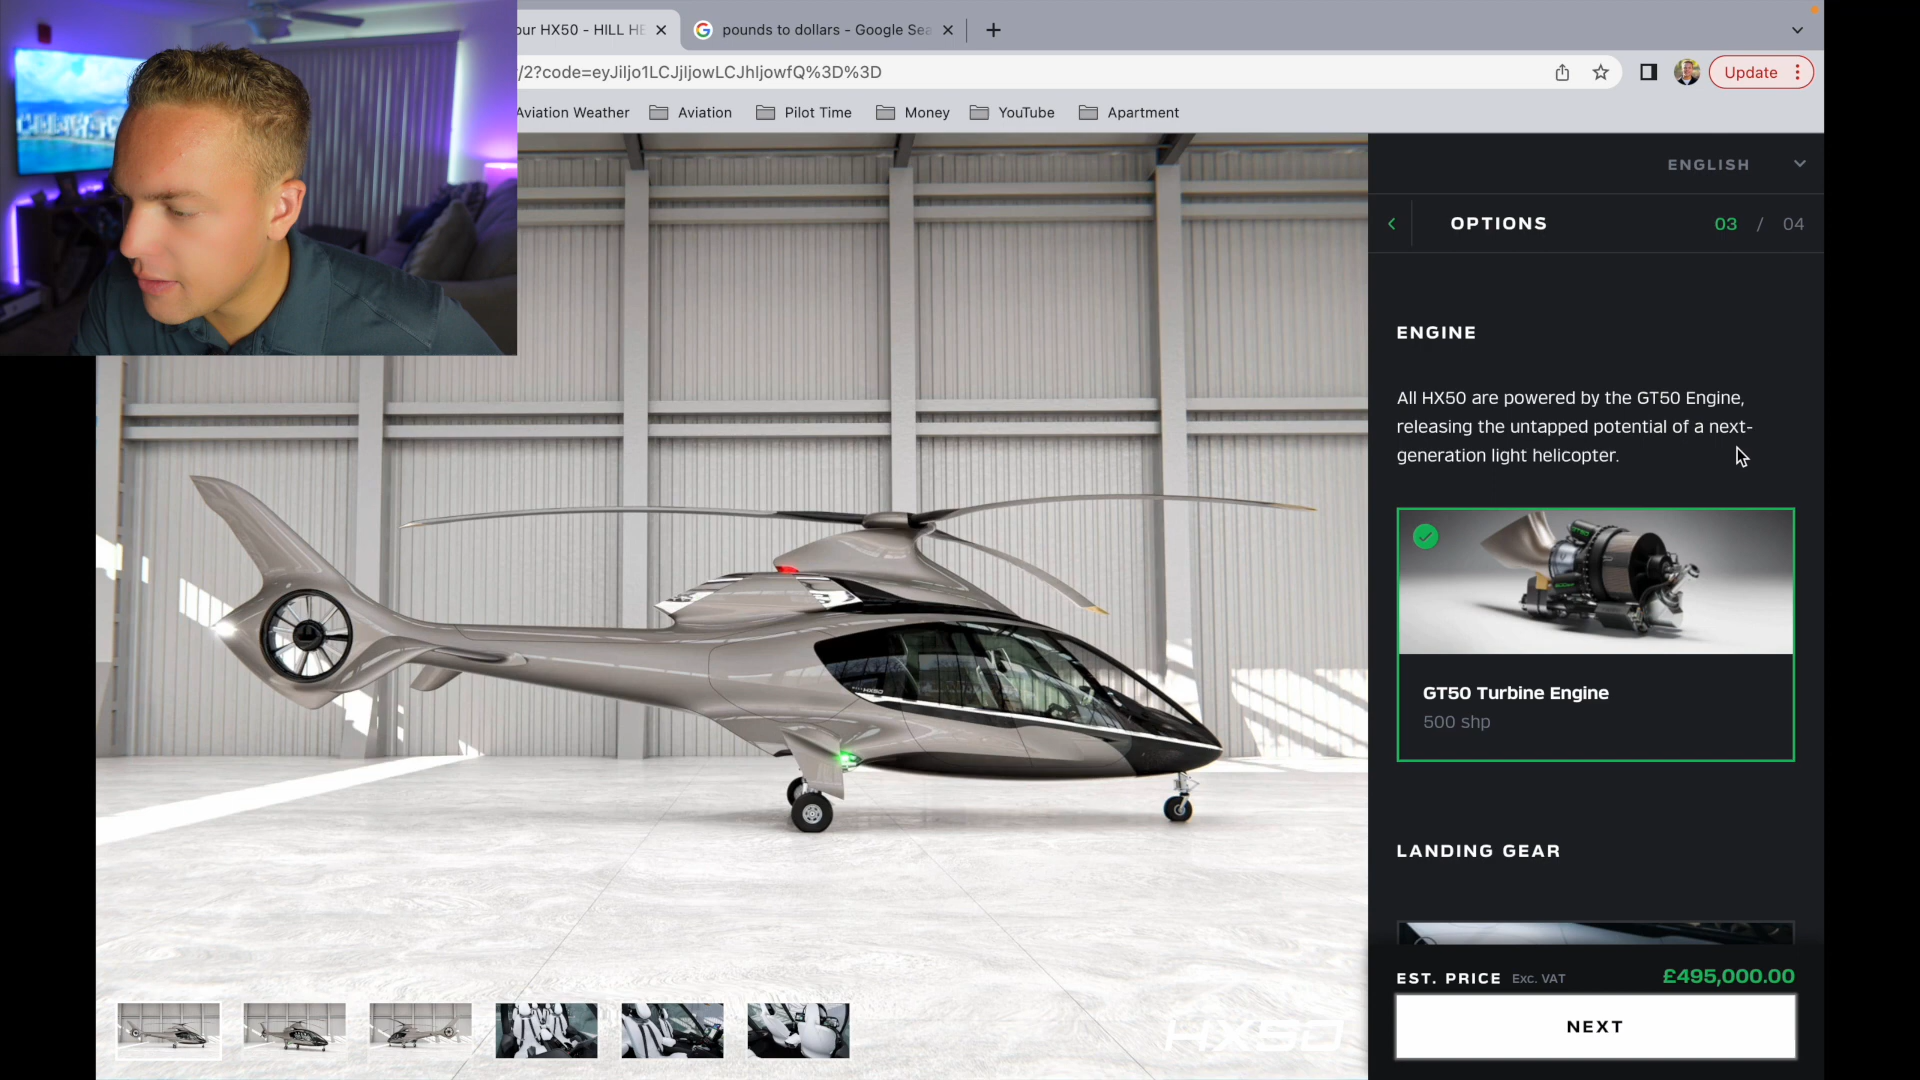 our HX50 - HILL HE
pounds to dollars - Google Sea
/2?code=eyJiIjo1LCJjIjowLCJhIjowfQ%3D%3D
Update
Aviation Weather
Aviation
Pilot Time
Money
YouTube
Apartment
ENGLISH
OPTIONS
03 / 04
ENGINE
All HX50 are powered by the GT50 Engine,
releasing the untapped potential of a next-
generation light helicopter.
GT50 Turbine Engine
500 shp
LANDING GEAR
EST. PRICE Exc. VAT £495,000.00
NEXT
HX50